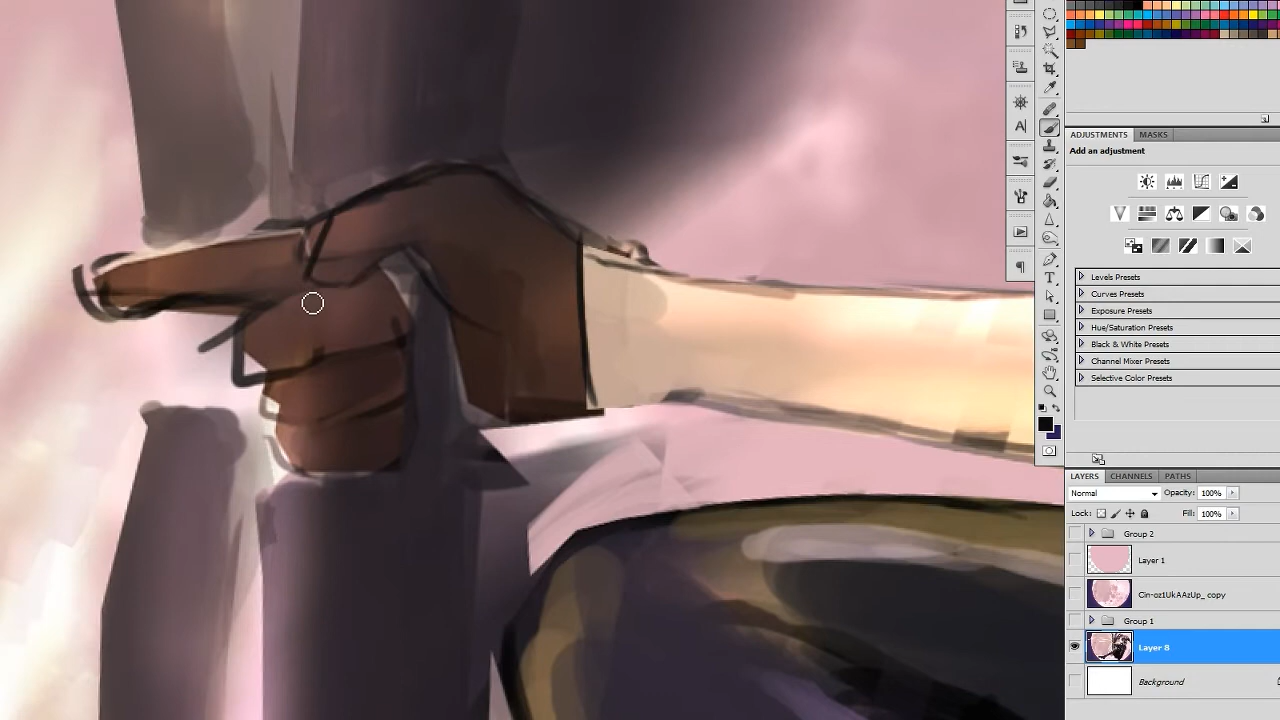 ADJUSTMENTS MASKS
Add an adjustment
Levels Presets
Curves Presets
Exposure Presets
Hue/Saturation Presets
Black & White Presets
Channel Mixer Presets
Selective Color Presets
LAYERS CHANNELS PATHS
Normal Opacity: 100%
Lock: Fill: 100%
Group 2
Layer 1
Cin-oz1UkAAzUp_ copy
Group 1
Layer 8
Background